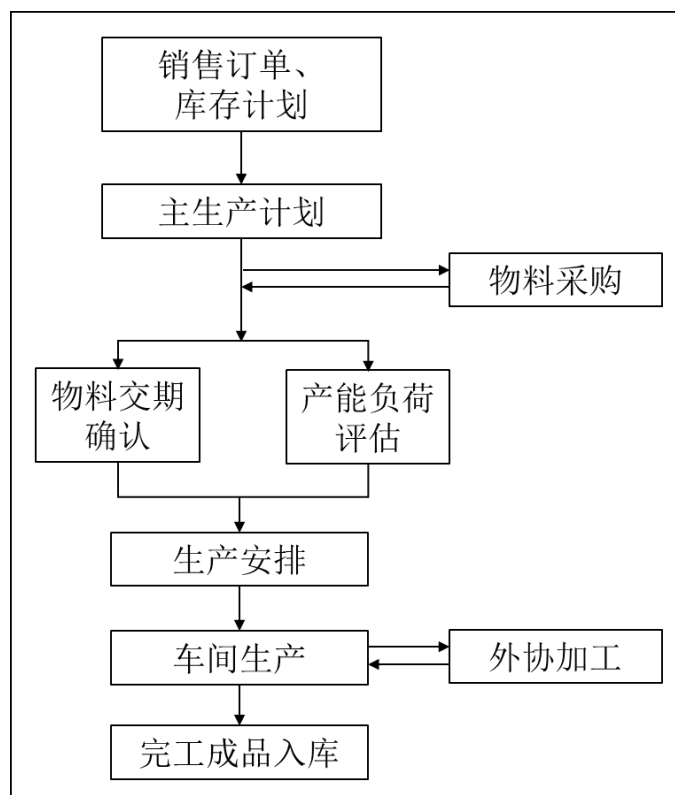 销售订单、
库存计划
主生产计划
物料采购
物料交期
确认
产能负荷
评估
生产安排
车间生产
外协加工
完工成品入库